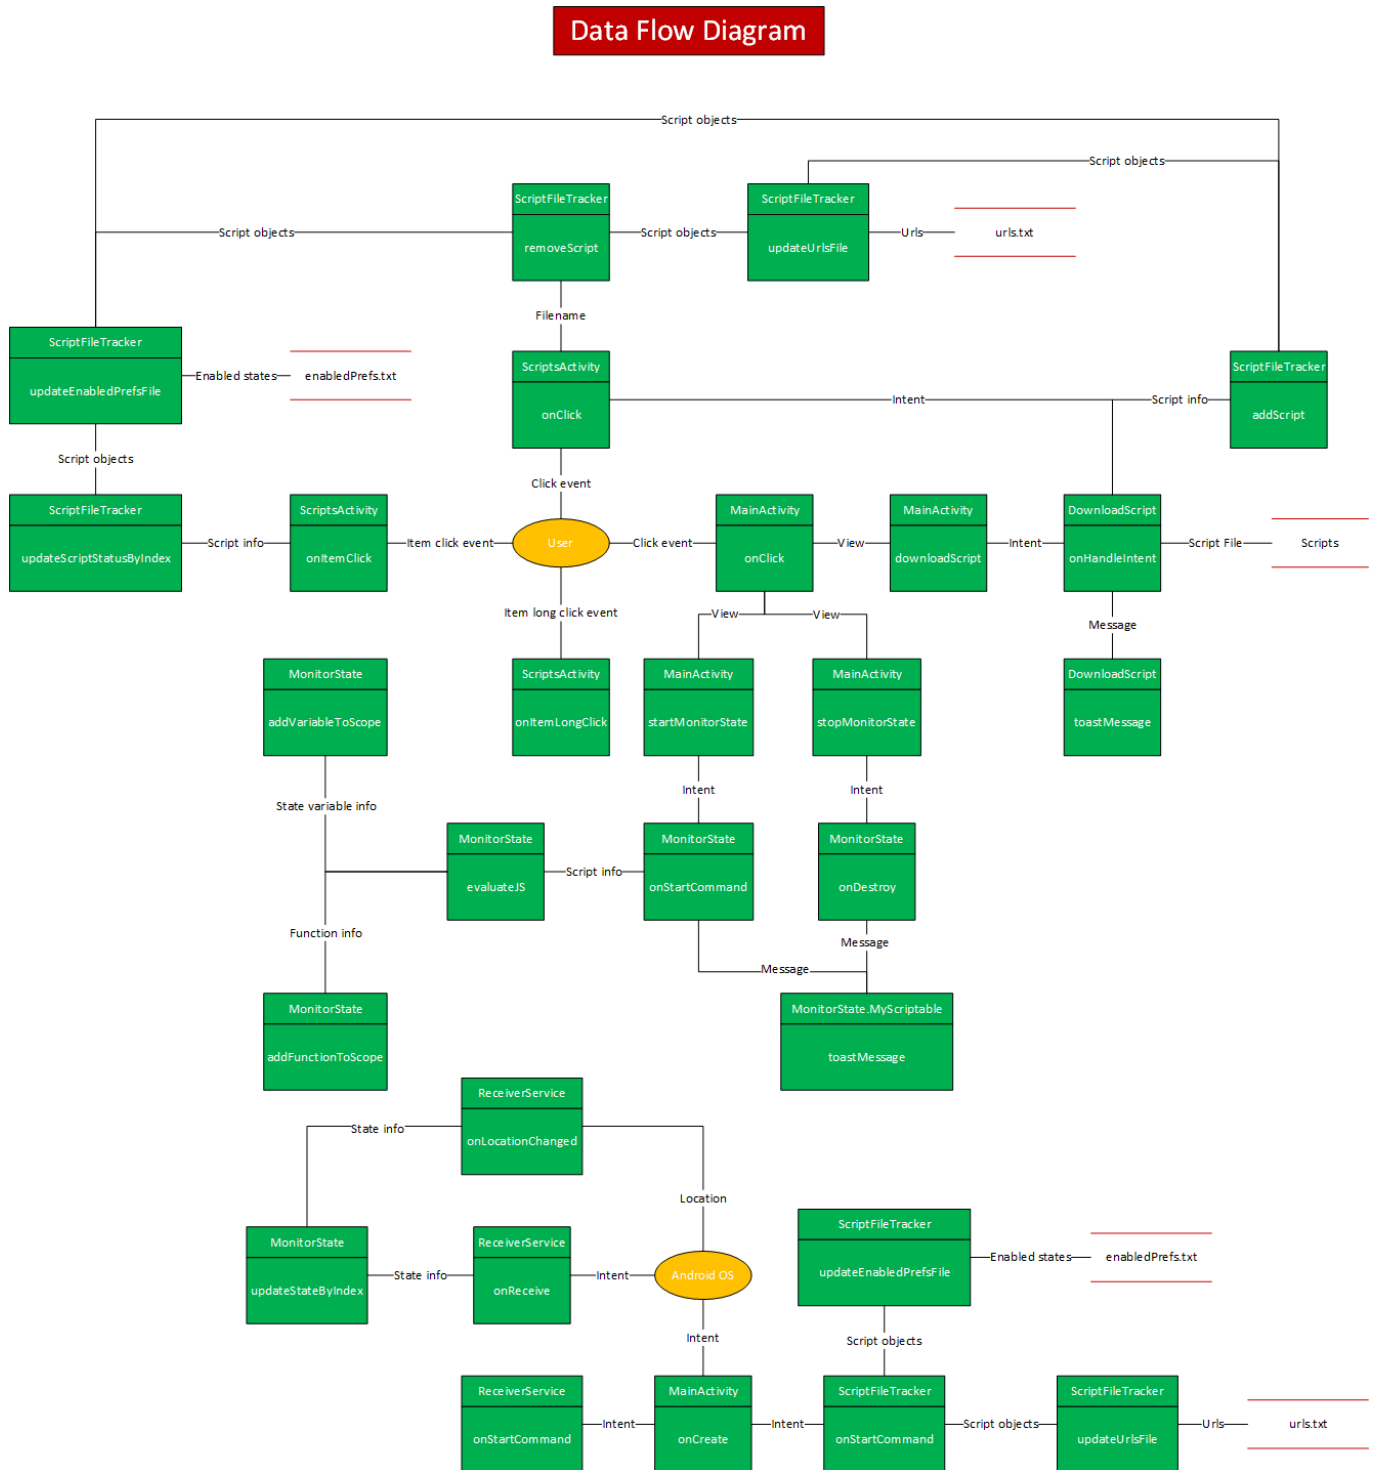 Data Flow Diagram
Script objects
Script objects
ScriptFileTracker
removeScript
ScriptFileTracker
updateUrlsFile
Script objects
Script objects
Urls
urls.txt
Filename
ScriptFileTracker
updateEnabledPrefsFile
Enabled states
enabledPrefs.txt
ScriptsActivity
onClick
Intent
Script info
ScriptFileTracker
addScript
Script objects
Click event
ScriptFileTracker
updateScriptStatusByIndex
Script info
ScriptsActivity
onItemClick
Item click event
User
Click event
MainActivity
onClick
View
MainActivity
downloadScript
Intent
DownloadScript
onHandleIntent
Script File
Scripts
Item long click event
View
View
Message
MonitorState
addVariableToScope
ScriptsActivity
onItemLongClick
MainActivity
startMonitorState
MainActivity
stopMonitorState
DownloadScript
toastMessage
State variable info
Intent
Intent
MonitorState
evaluateJS
Script info
MonitorState
onStartCommand
MonitorState
onDestroy
Function info
Message
Message
MonitorState
addFunctionToScope
MonitorState.MyScriptable
toastMessage
ReceiverService
onLocationChanged
State info
Location
MonitorState
updateStateByIndex
State info
ReceiverService
onReceive
Intent
Android OS
ScriptFileTracker
updateEnabledPrefsFile
Enabled states
enabledPrefs.txt
Intent
Script objects
ReceiverService
onStartCommand
Intent
MainActivity
onCreate
Intent
ScriptFileTracker
onStartCommand
Script objects
ScriptFileTracker
updateUrlsFile
Urls
urls.txt